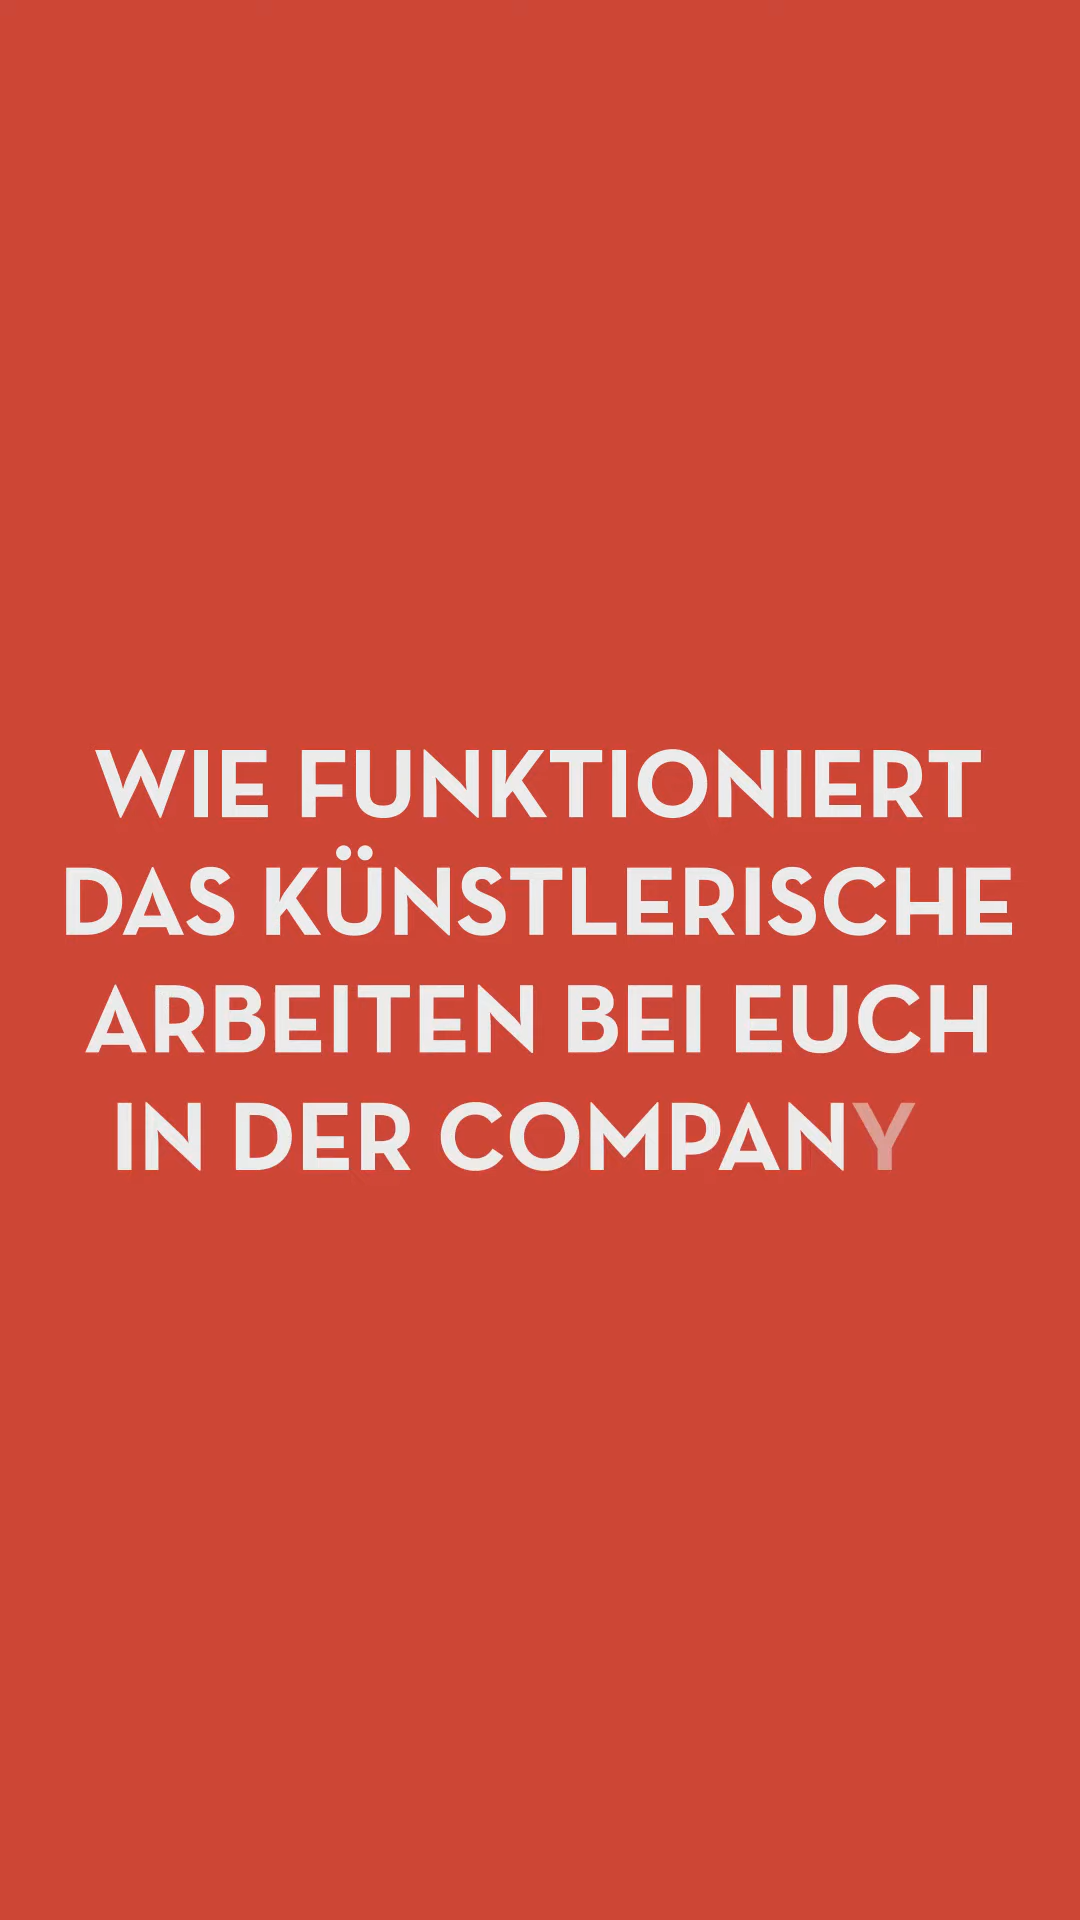 WIE FUNKTIONIERT
DAS KÜNSTLERISCHE
ARBEITEN BEI EUCH
IN DER COMPANY